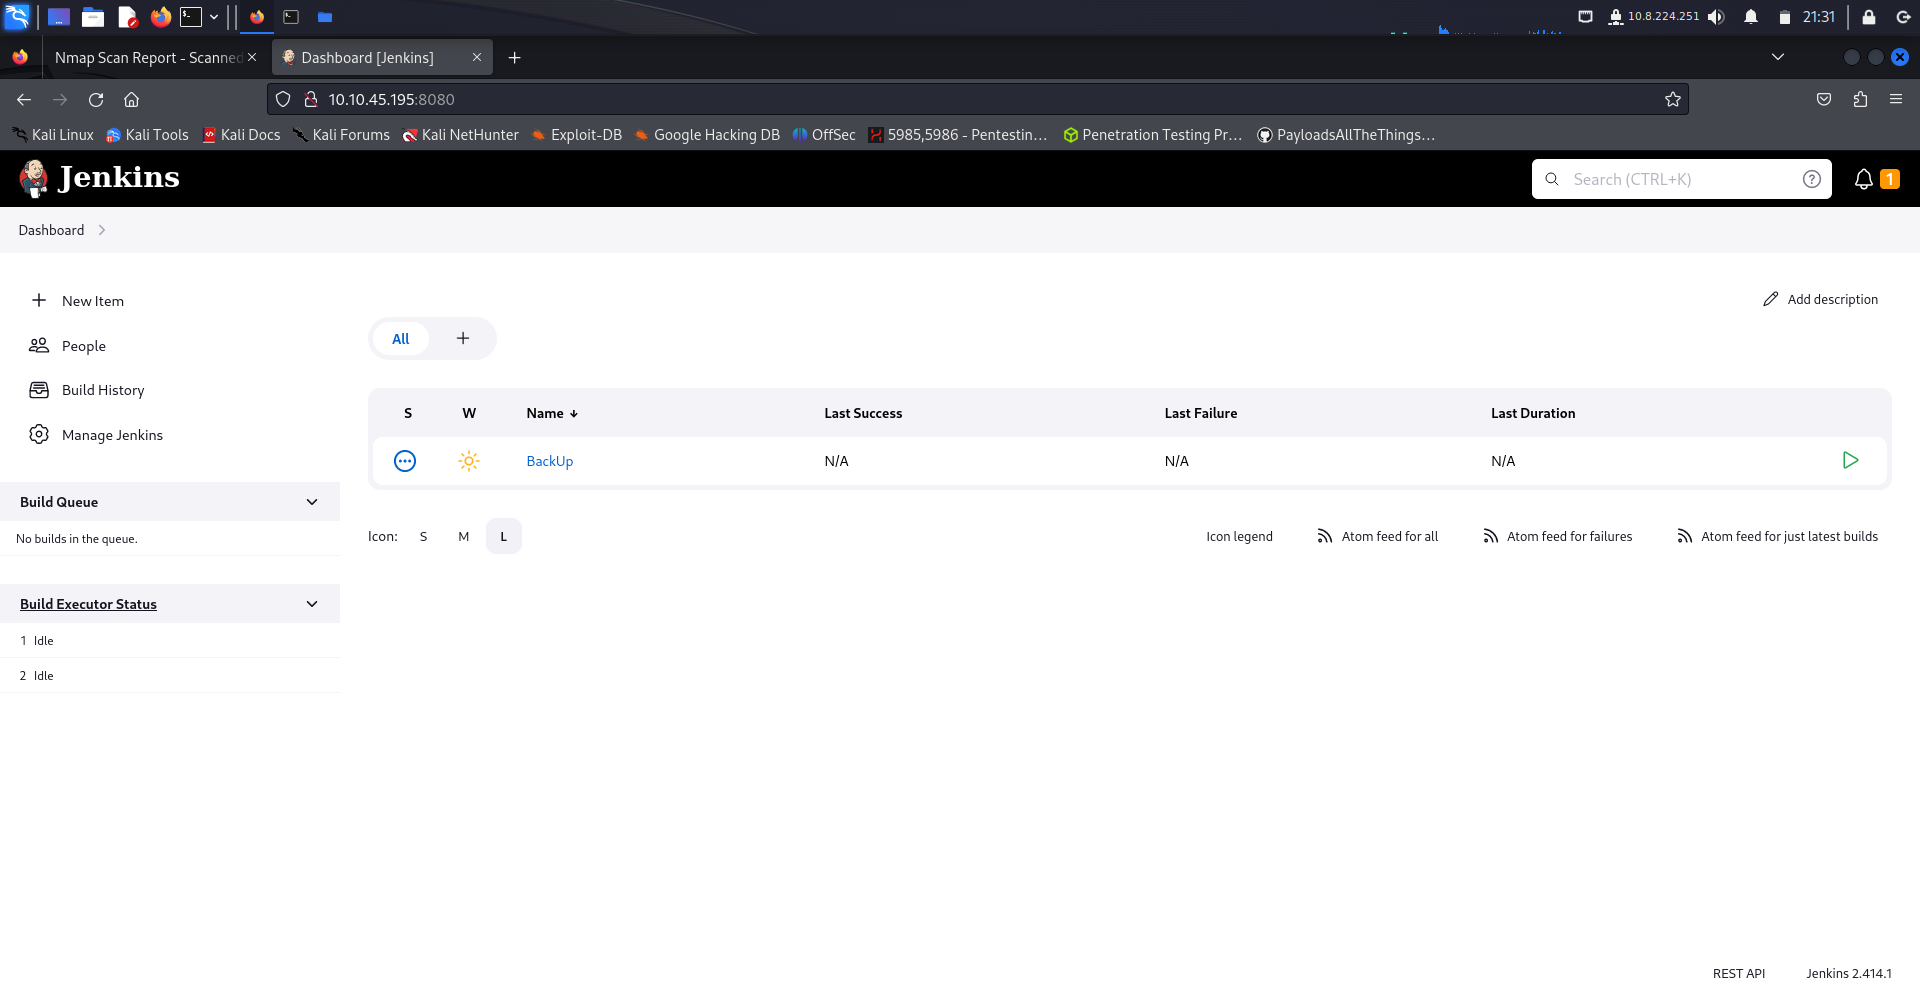 10.8.224.251 21:31
Nmap Scan Report - Scanned Dashboard [Jenkins]
10.10.45.195:8080
Kali Linux Kali Tools Kali Docs Kali Forums Kali NetHunter Exploit-DB Google Hacking DB OffSec 5985,5986 - Pentestin… Penetration Testing Pr… PayloadsAllTheThings…
Jenkins Search (CTRL+K) ? 1
Dashboard
New Item
Add description
All +
People
Build History
Manage Jenkins
S W Name ↓ Last Success Last Failure Last Duration
BackUp N/A N/A N/A
Build Queue
No builds in the queue.
Icon: S M L Icon legend Atom feed for all Atom feed for failures Atom feed for just latest builds
Build Executor Status
1 Idle
2 Idle
REST API Jenkins 2.414.1